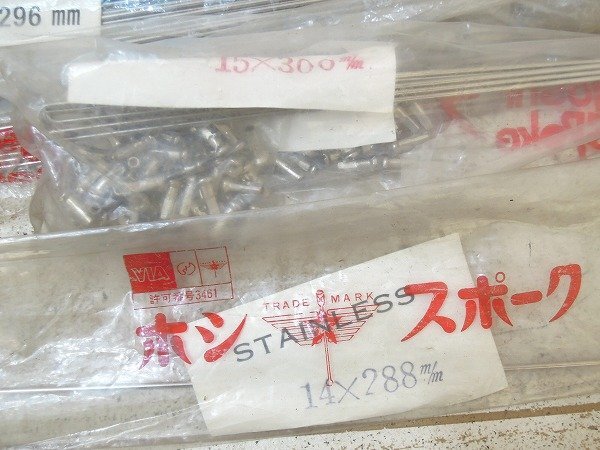 296 mm
15×300 m/m
許可番号3461
TRADE MARK
ホシ スポーク
STAINLESS
14×288 m/m